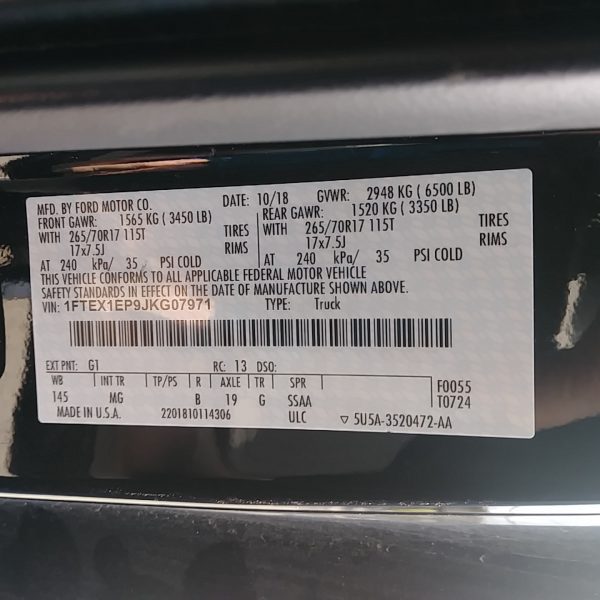 MFD. BY FORD MOTOR CO.
DATE: 10/18 GVWR: 2948 KG ( 6500 LB)
FRONT GAWR: 1565 KG ( 3450 LB)
REAR GAWR: 1520 KG ( 3350 LB)
WITH 265/70R17 115T TIRES
WITH 265/70R17 115T TIRES
17x7.5J RIMS
17x7.5J RIMS
AT 240 kPa/ 35 PSI COLD
AT 240 kPa/ 35 PSI COLD
THIS VEHICLE CONFORMS TO ALL APPLICABLE FEDERAL MOTOR VEHICLE
SAFETY STANDARDS IN EFFECT ON THE DATE OF MANUFACTURE SHOWN ABOVE.
VIN: 1FTEX1EP9JKG07971 TYPE: Truck
EXT PNT: G1 RC: 13 DSO:
WB INT TR TP/PS R AXLE TR SPR F0055
145 MG B 19 G SSAA T0724
MADE IN U.S.A. 2201810114306 ULC ▽ 5U5A-3520472-AA